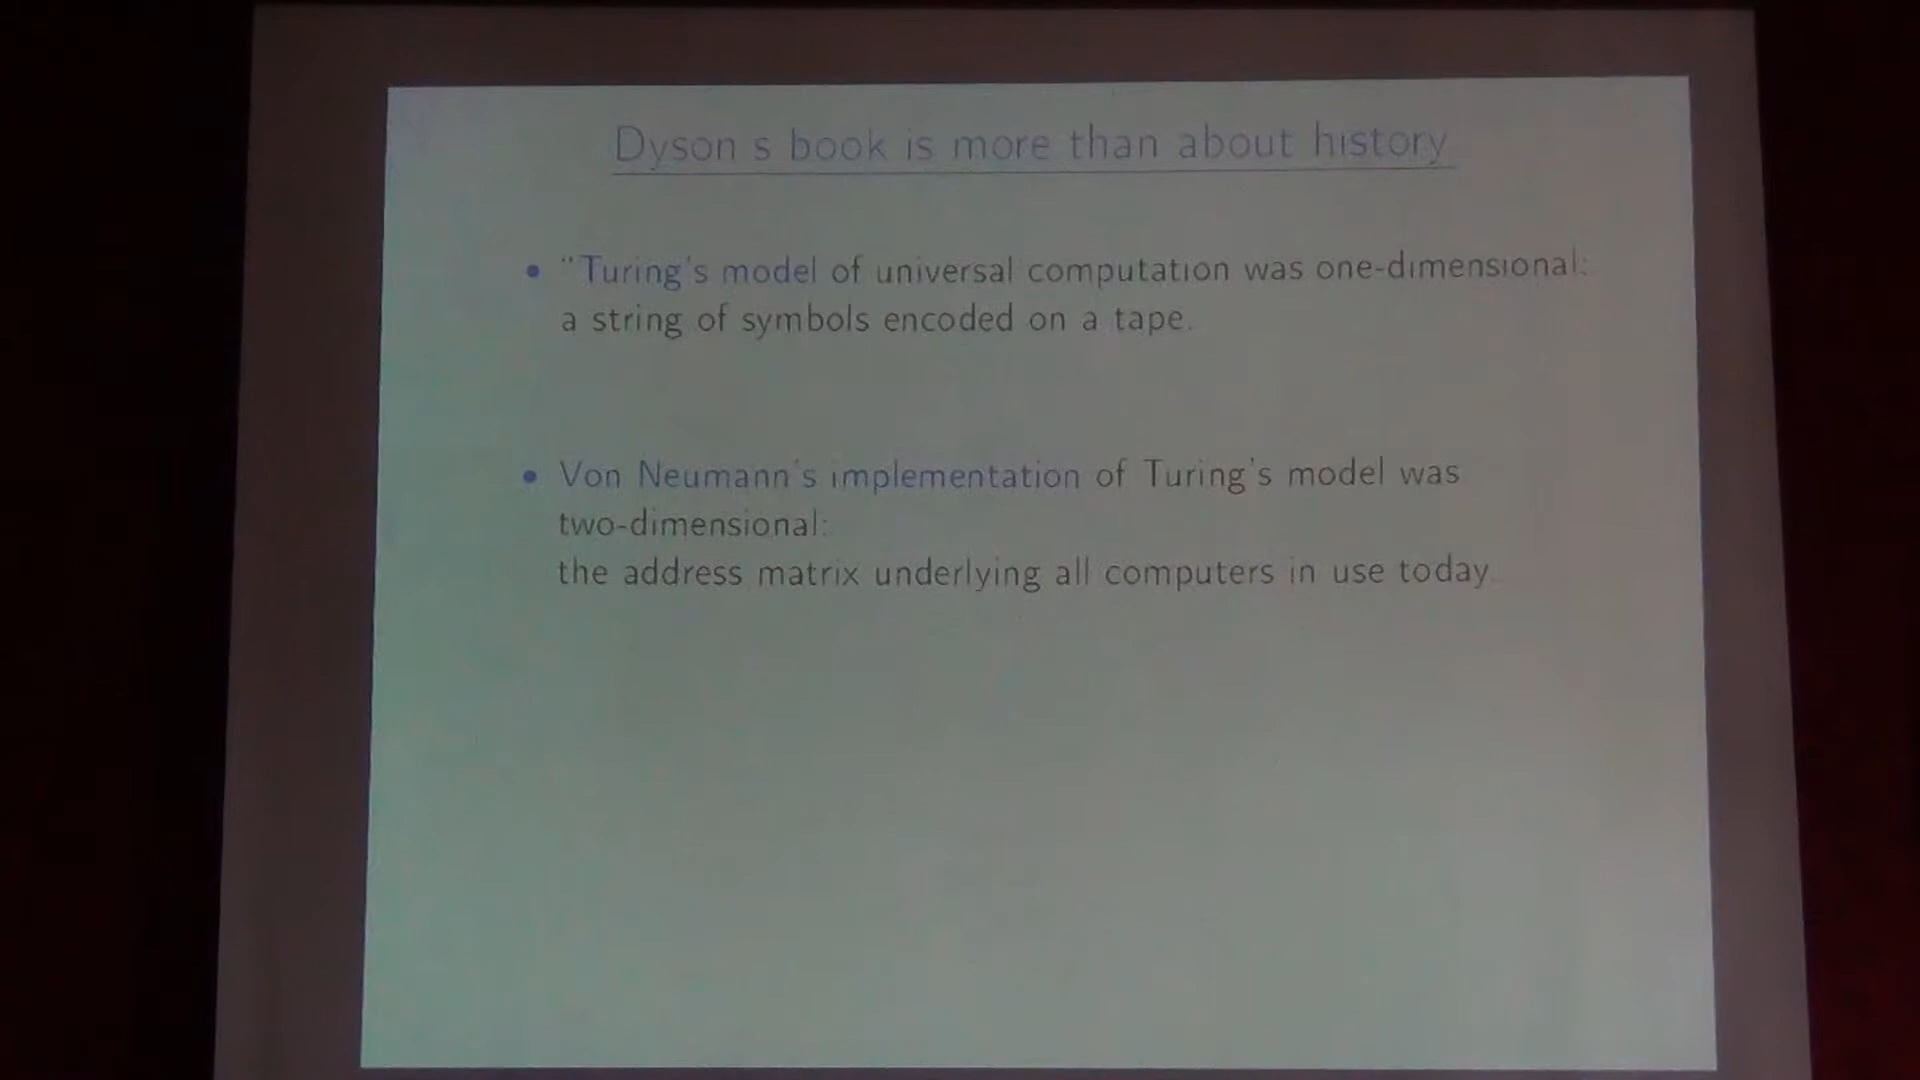 Dyson's book is more than about history
• “Turing's model of universal computation was one-dimensional:
a string of symbols encoded on a tape.
• Von Neumann's implementation of Turing's model was
two-dimensional:
the address matrix underlying all computers in use today.